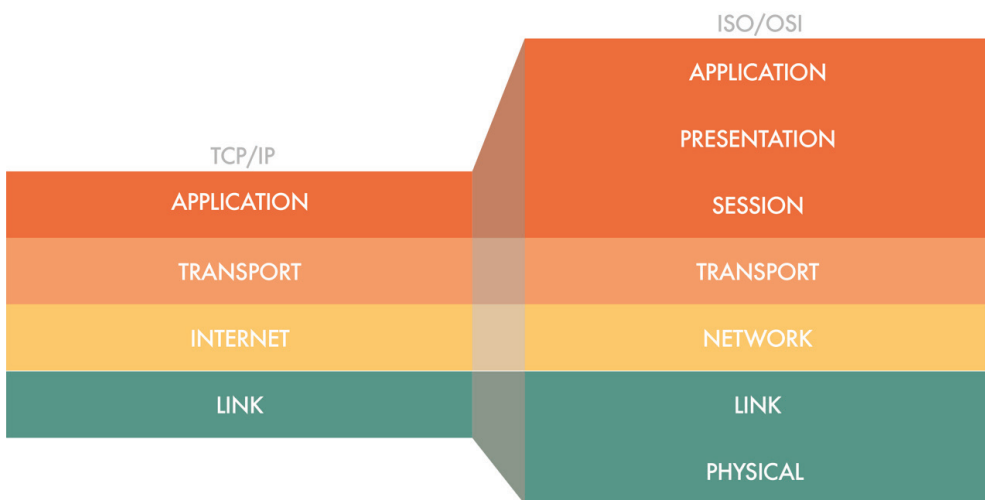 TCP/IP
APPLICATION
TRANSPORT
INTERNET
LINK
ISO/OSI
APPLICATION
PRESENTATION
SESSION
TRANSPORT
NETWORK
LINK
PHYSICAL